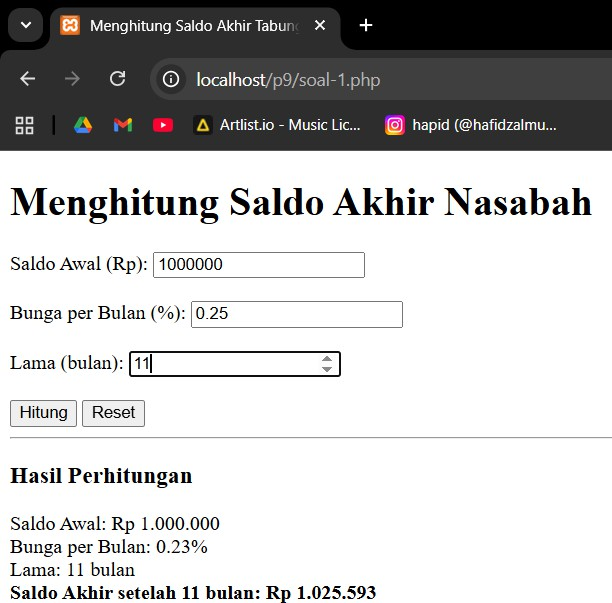 Menghitung Saldo Akhir Tabung
localhost/p9/soal-1.php
Artlist.io - Music Lic... hapid (@hafidzalmu...
Menghitung Saldo Akhir Nasabah
Saldo Awal (Rp): 1000000
Bunga per Bulan (%): 0.25
Lama (bulan): 11
Hitung Reset
Hasil Perhitungan
Saldo Awal: Rp 1.000.000
Bunga per Bulan: 0.23%
Lama: 11 bulan
Saldo Akhir setelah 11 bulan: Rp 1.025.593